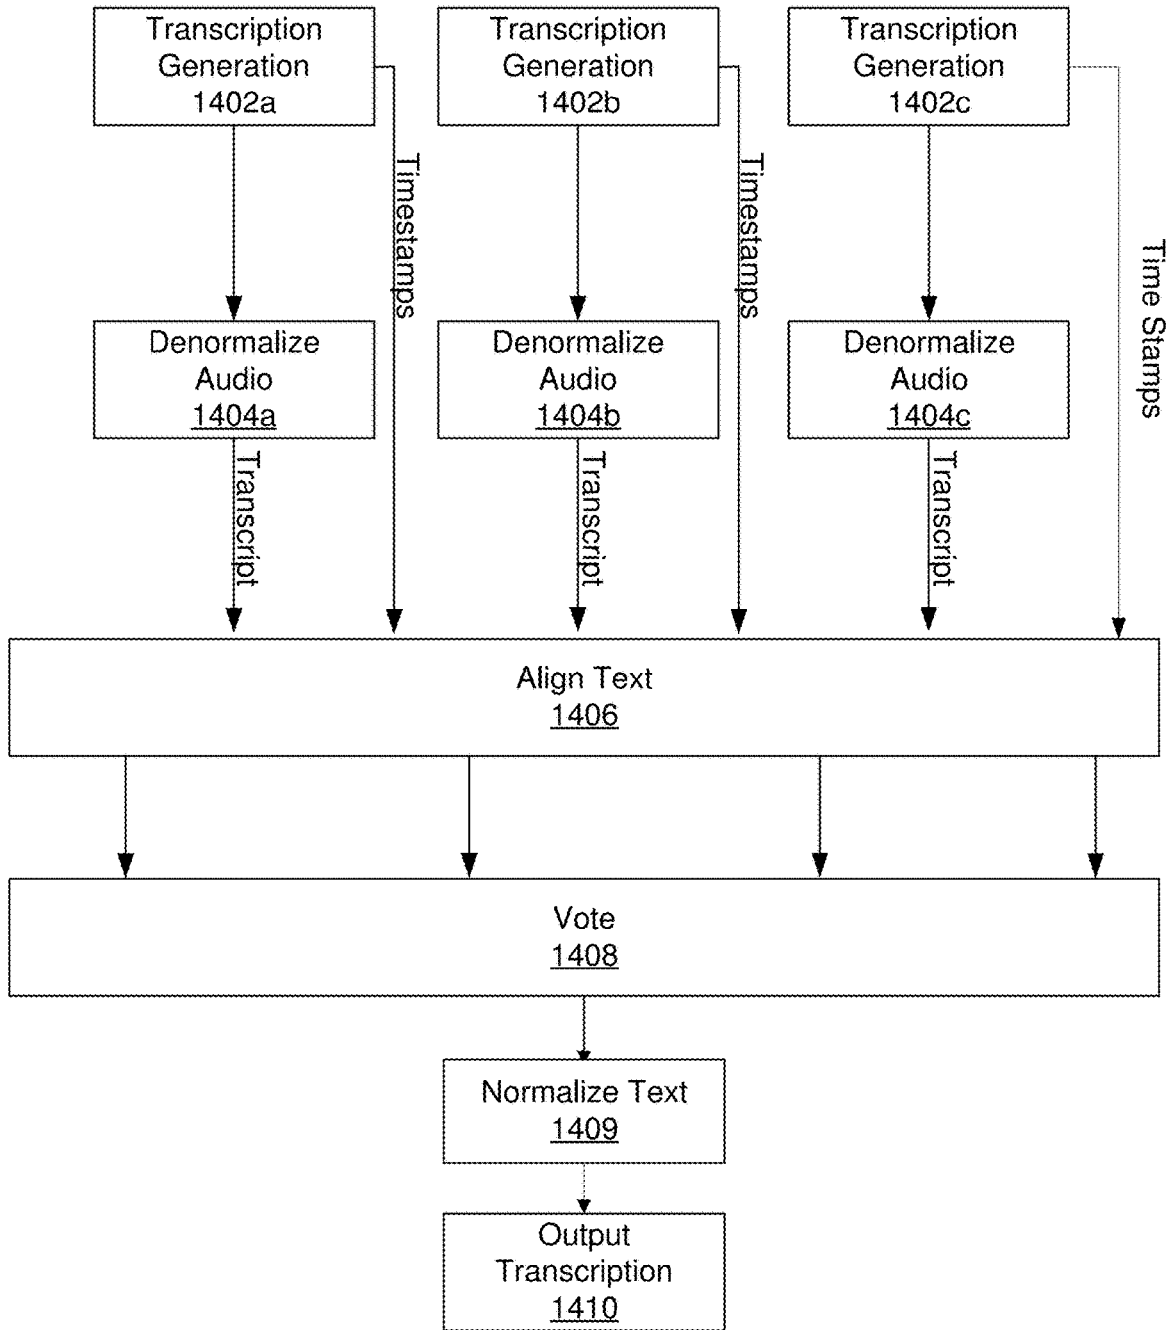 Transcription
Generation
1402a
Transcription
Generation
1402b
Transcription
Generation
1402c
Timestamps
Timestamps
Time Stamps
Denormalize
Audio
1404a
Denormalize
Audio
1404b
Denormalize
Audio
1404c
Transcript
Transcript
Transcript
Align Text
1406
Vote
1408
Normalize Text
1409
Output
Transcription
1410